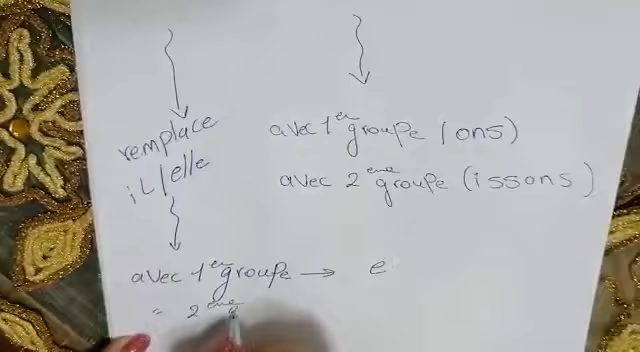 remplace
il/elle
avec 1er groupe → e
" 2ème g
avec 1er groupe (ons)
avec 2ème groupe (issons)